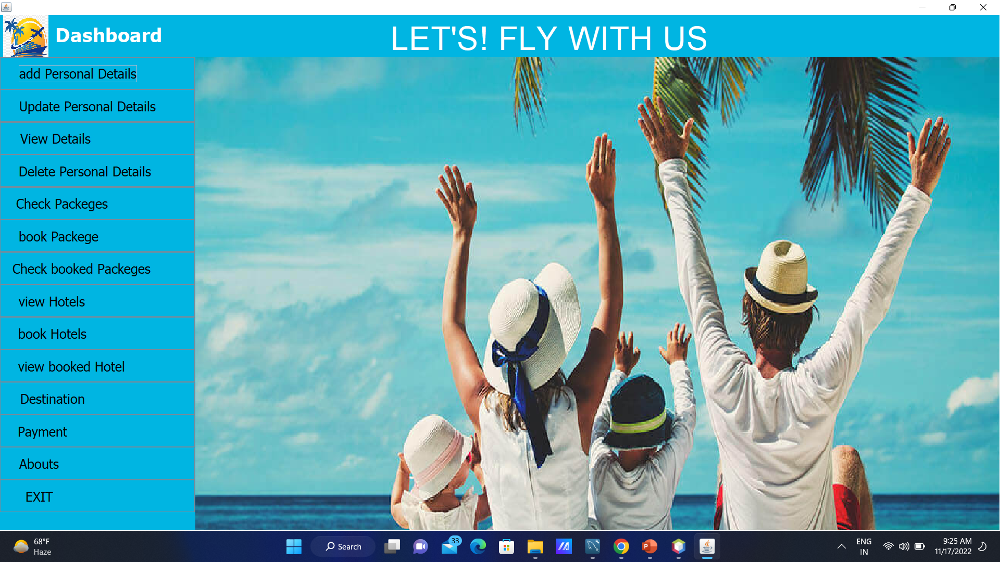 Dashboard
LET'S! FLY WITH US
add Personal Details
Update Personal Details
View Details
Delete Personal Details
Check Packeges
book Packege
Check booked Packeges
view Hotels
book Hotels
view booked Hotel
Destination
Payment
Abouts
EXIT
68°F
Haze
Search
33
P
ENG
IN
9:25 AM
11/17/2022